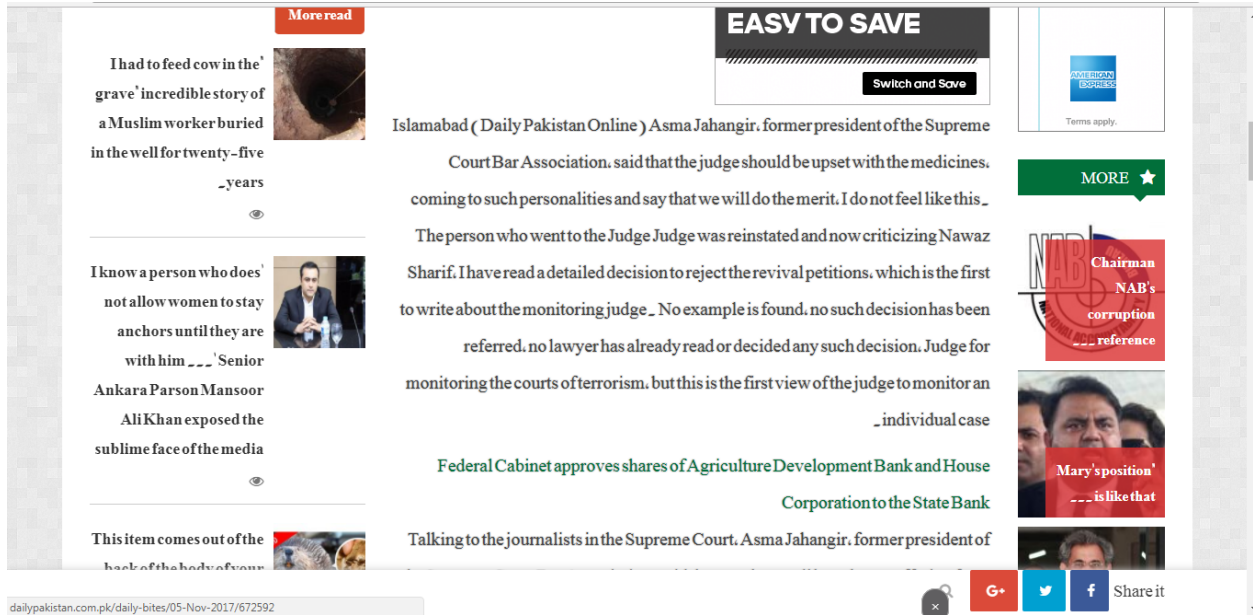 More read
I had to feed cow in the'
grave' incredible story of
a Muslim worker buried
in the well for twenty-five
_years
I know a person who does'
not allow women to stay
anchors until they are
with him _ _ _ ' Senior
Ankara Parson Mansoor
Ali Khan exposed the
sublime face of the media
This item comes out of the
back of the body of your
EASY TO SAVE
Switch and Save
Islamabad ( Daily Pakistan Online ) Asma Jahangir، former president of the Supreme
Court Bar Association، said that the judge should be upset with the medicines،
coming to such personalities and say that we will do the merit، I do not feel like this _
The person who went to the Judge Judge was reinstated and now criticizing Nawaz
Sharif، I have read a detailed decision to reject the revival petitions، which is the first
to write about the monitoring judge _ No example is found، no such decision has been
referred، no lawyer has already read or decided any such decision، Judge for
monitoring the courts of terrorism، but this is the first view of the judge to monitor an
_ individual case
Federal Cabinet approves shares of Agriculture Development Bank and House
Corporation to the State Bank
Talking to the journalists in the Supreme Court، Asma Jahangir، former president of
AMERICAN
EXPRESS
Terms apply.
MORE
NAB
Chairman
NAB's
corruption
_ _ _ reference
Mary's position'
_ _ _ is like that
G+
f
Share it
×
dailypakistan.com.pk/daily-bites/05-Nov-2017/672592